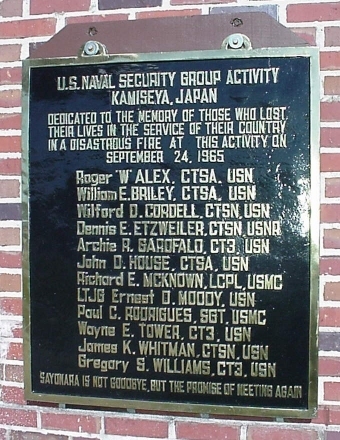 U.S. NAVAL SECURITY GROUP ACTIVITY
KAMISEYA, JAPAN
DEDICATED TO THE MEMORY OF THOSE WHO LOST
THEIR LIVES IN THE SERVICE OF THEIR COUNTRY
IN A DISASTROUS FIRE AT THIS ACTIVITY ON
SEPTEMBER 24, 1965
Roger "W" ALEX, CTSA, USN
William E. BRILEY, CTSA, USN
Wilford D. CORDELL, CTSN, USN
Dennis E. ETZWEILER, CTSN, USNR
Archie R. GAROFALO, CT3, USN
John D. HOUSE, CTSA, USN
Richard E. MCKNOWN, LCPL, USMC
LTJG Ernest D. MOODY, USN
Paul C. RODRIGUES, SGT, USMC
Wayne E. TOWER, CT3, USN
James K. WHITMAN, CTSN, USN
Gregory S. WILLIAMS, CT3, USN
SAYONARA IS NOT GOODBYE, BUT THE PROMISE OF MEETING AGAIN